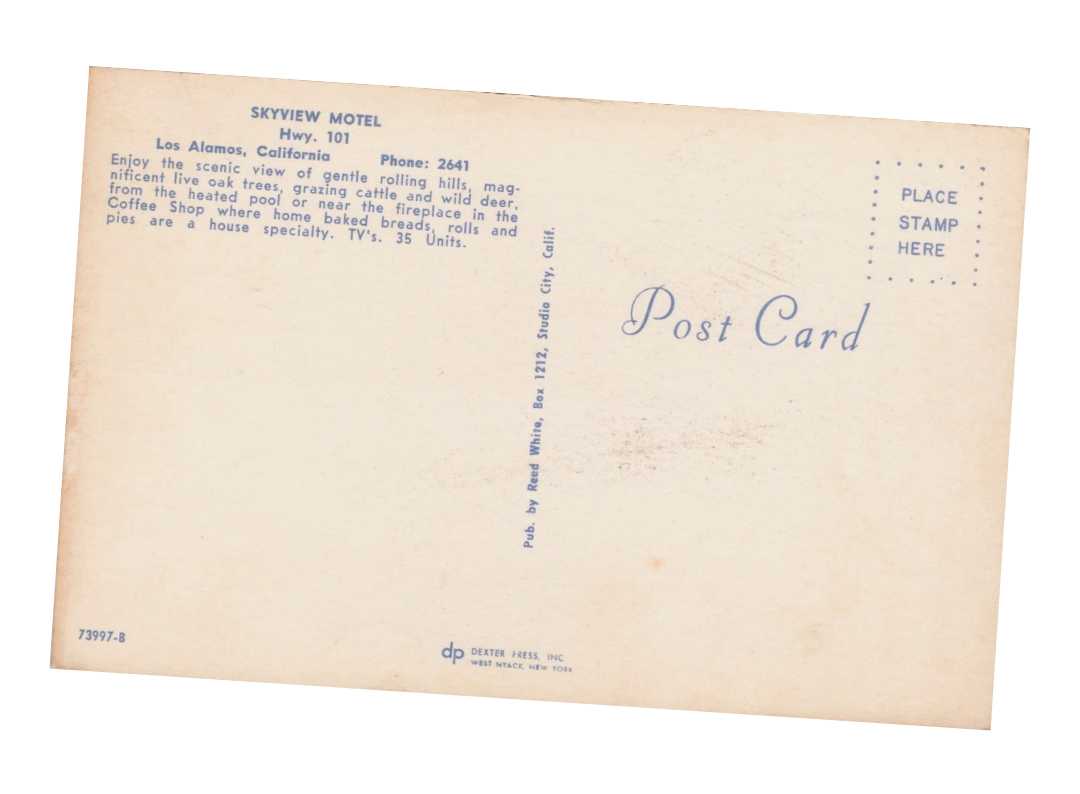 SKYVIEW MOTEL
Hwy. 101
Los Alamos, California Phone: 2641
Enjoy the scenic view of gentle rolling hills, mag-
nificent live oak trees, grazing cattle and wild deer,
from the heated pool or near the fireplace in the
Coffee Shop where home baked breads, rolls and
pies are a house specialty. TV's. 35 Units.
Pub. by Reed White, Box 1212, Studio City, Calif.
PLACE
STAMP
HERE
Post Card
73997-B
dp DEXTER PRESS, INC
WEST NYACK, NEW YORK